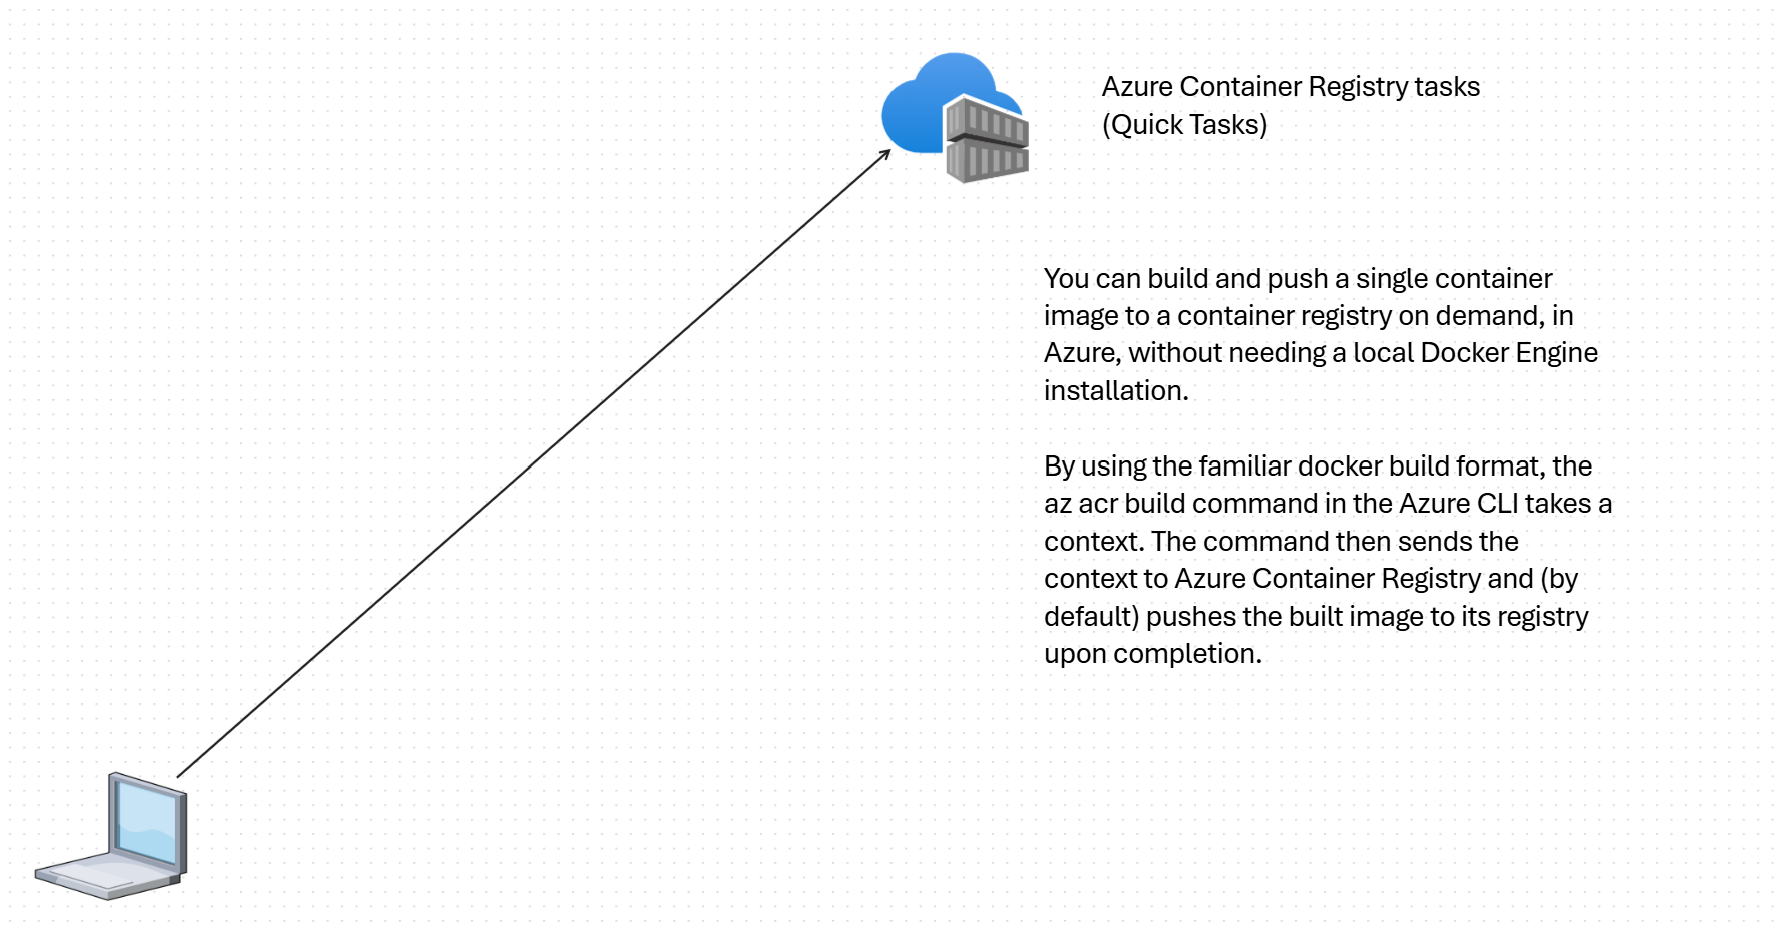 Azure Container Registry tasks
(Quick Tasks)
You can build and push a single container
image to a container registry on demand, in
Azure, without needing a local Docker Engine
installation.
By using the familiar docker build format, the
az acr build command in the Azure CLI takes a
context. The command then sends the
context to Azure Container Registry and (by
default) pushes the built image to its registry
upon completion.